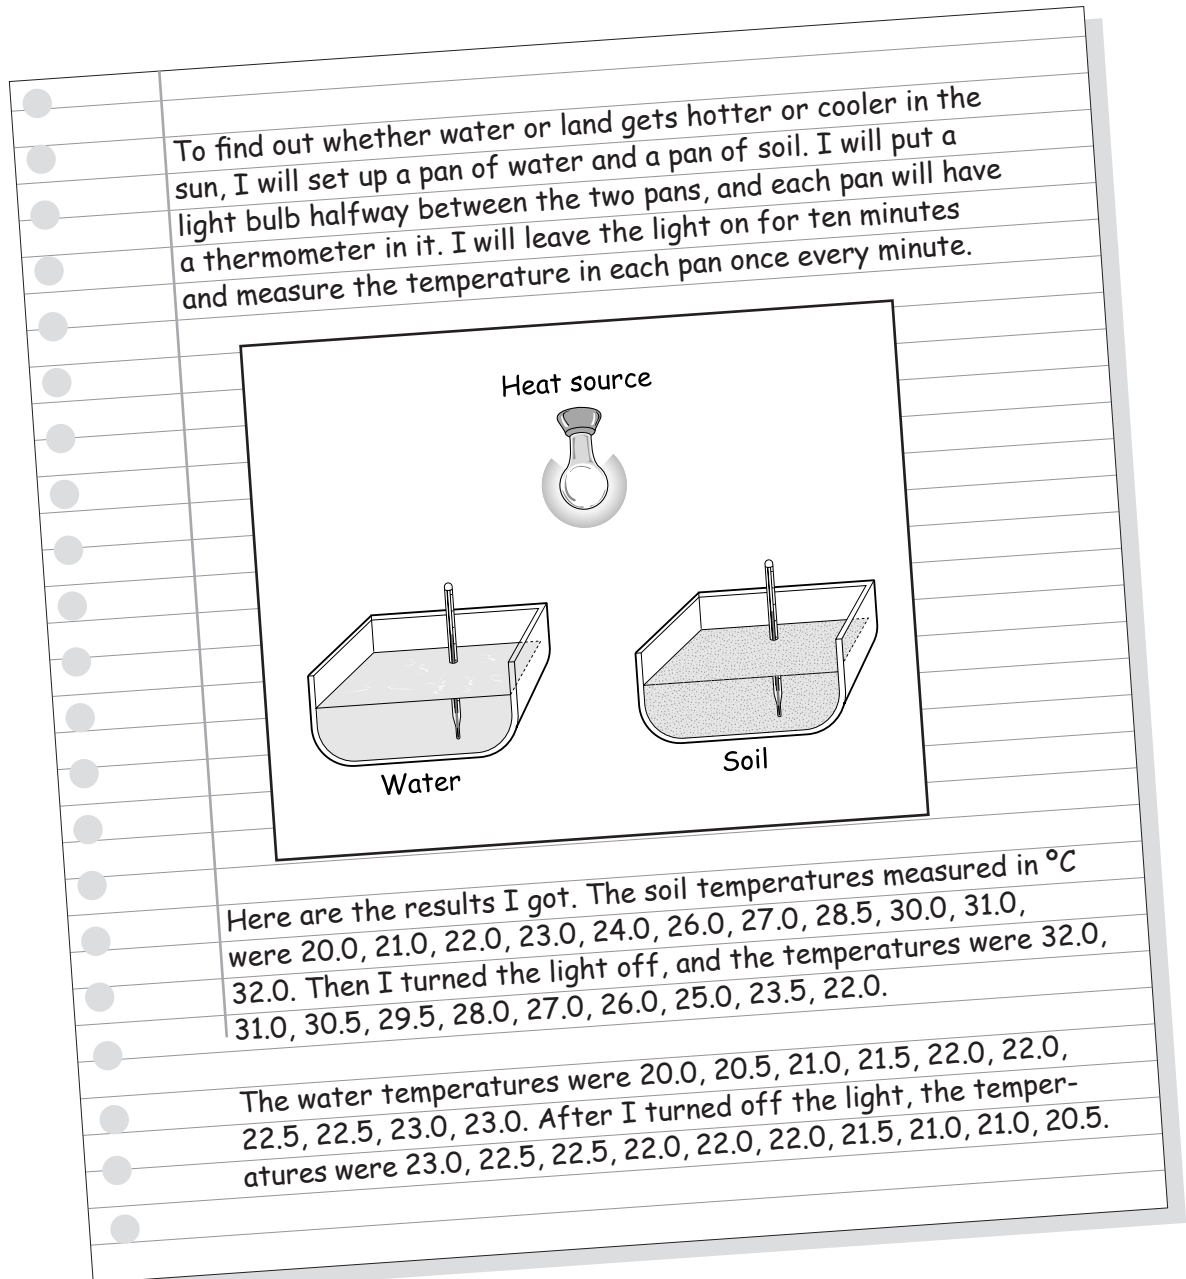 To find out whether water or land gets hotter or cooler in the
sun, I will set up a pan of water and a pan of soil. I will put a
light bulb halfway between the two pans, and each pan will have
a thermometer in it. I will leave the light on for ten minutes
and measure the temperature in each pan once every minute.
Heat source
Water
Soil
Here are the results I got. The soil temperatures measured in ºC
were 20.0, 21.0, 22.0, 23.0, 24.0, 26.0, 27.0, 28.5, 30.0, 31.0,
32.0. Then I turned the light off, and the temperatures were 32.0,
31.0, 30.5, 29.5, 28.0, 27.0, 26.0, 25.0, 23.5, 22.0.
The water temperatures were 20.0, 20.5, 21.0, 21.5, 22.0, 22.0,
22.5, 22.5, 23.0, 23.0. After I turned off the light, the temper-
atures were 23.0, 22.5, 22.5, 22.0, 22.0, 22.0, 21.5, 21.0, 21.0, 20.5.